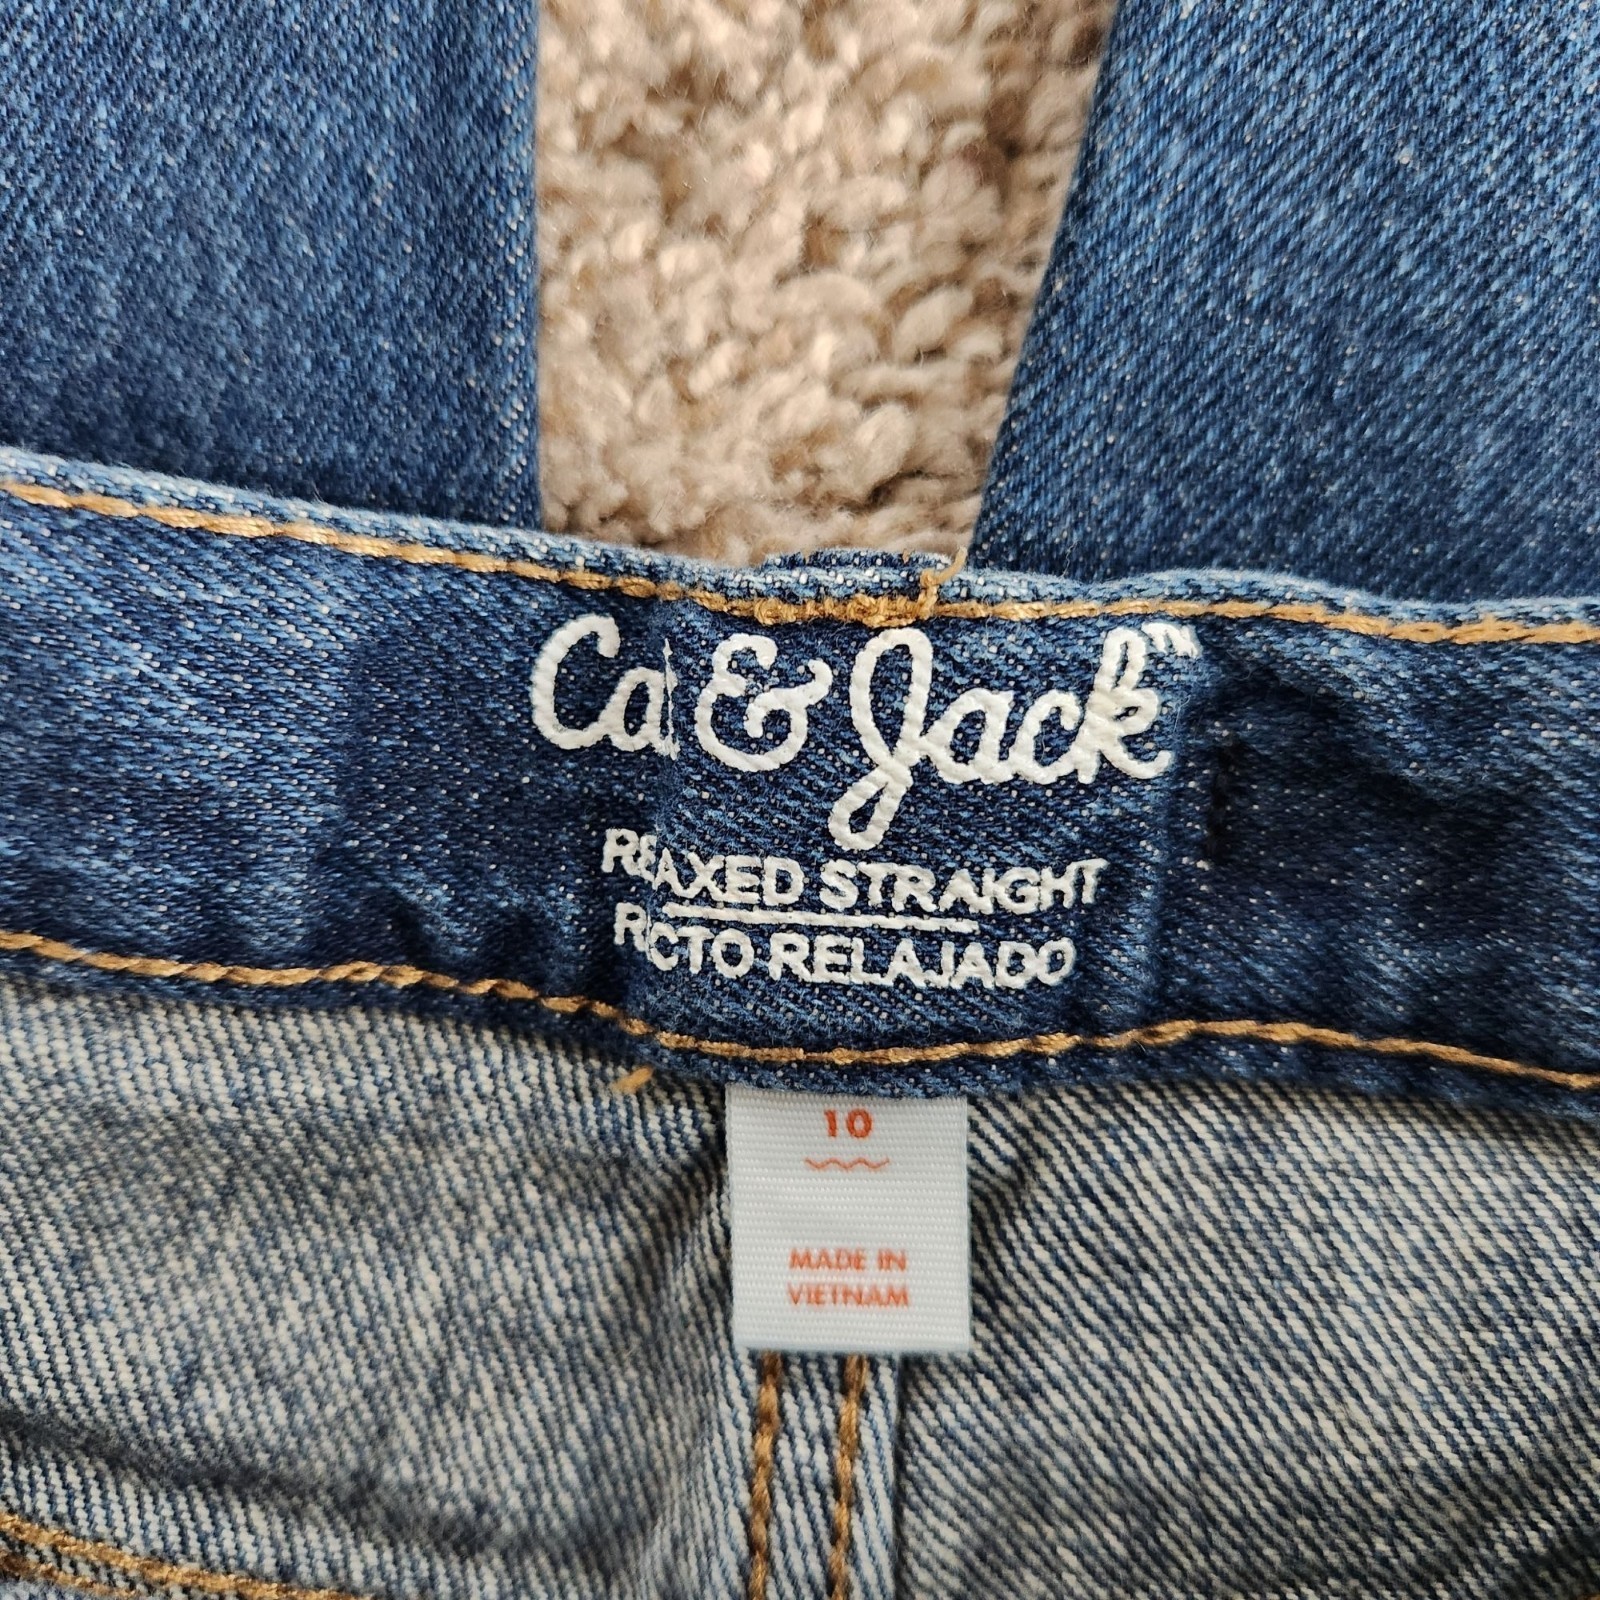 Cat & Jack™
RELAXED STRAIGHT
RECTO RELAJADO
10
MADE IN
VIETNAM